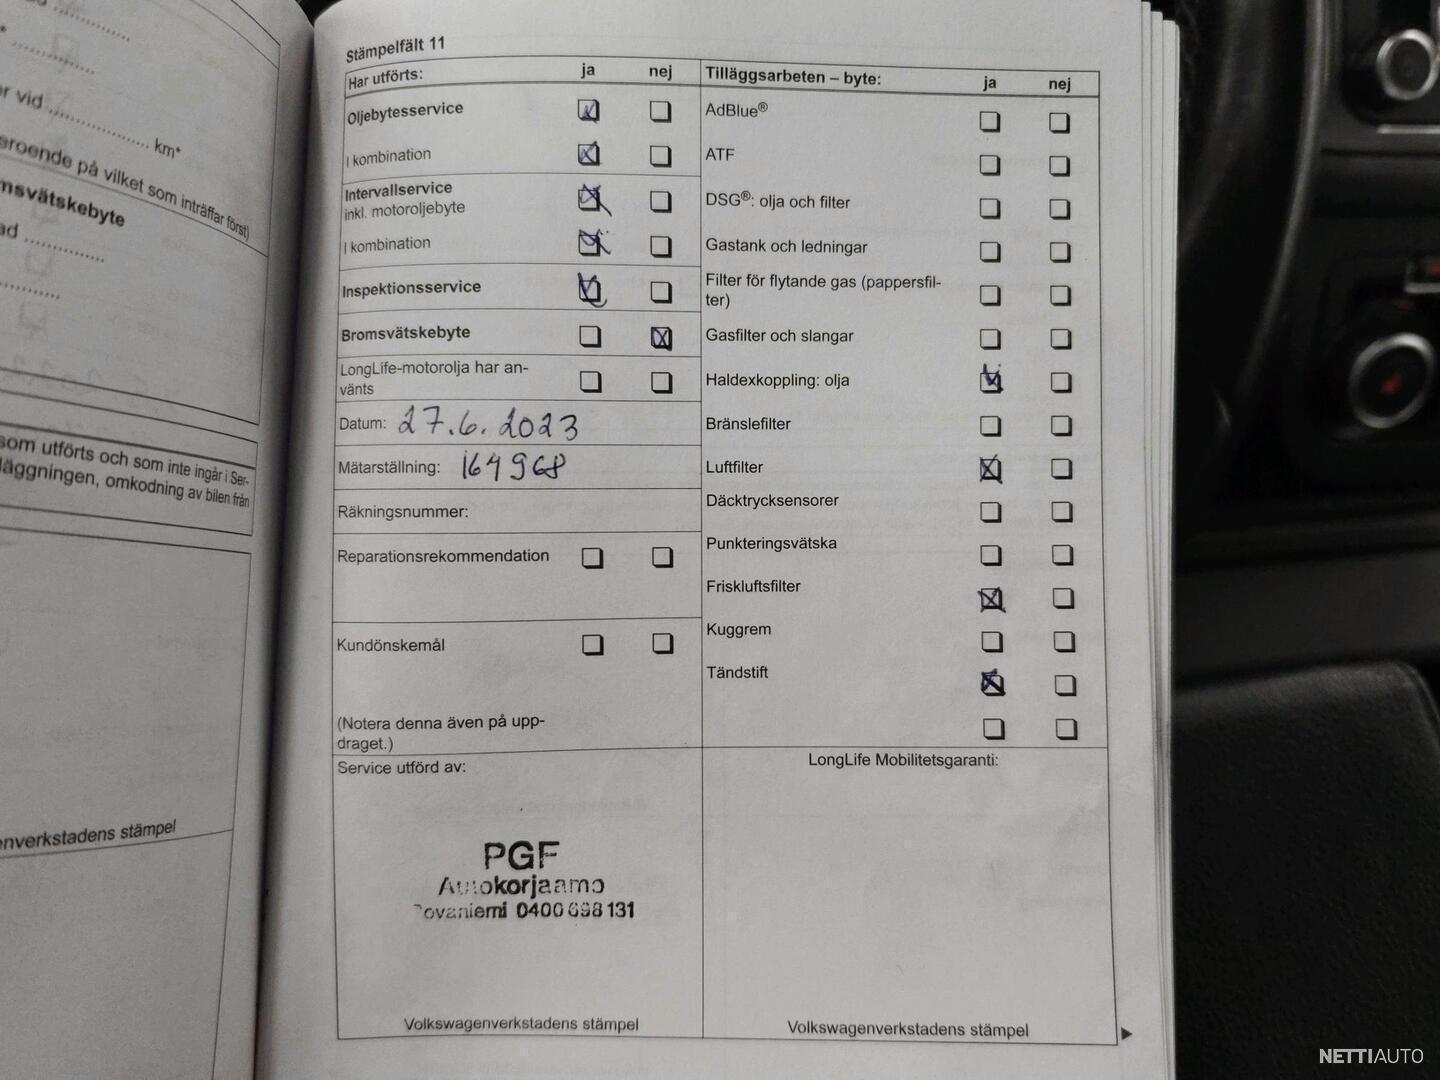 r vid .................. km*
eroende på vilket som inträffar först)
msvätskebyte
ad ............
som utförts och som inte ingår i Ser-
läggningen, omkodning av bilen från
enverkstadens stämpel
Stämpelfält 11
Har utförts: ja nej
Oljebytesservice
I kombination
Intervallservice
inkl. motoroljebyte
I kombination
Inspektionsservice
Bromsvätskebyte
LongLife-motorolja har an-
vänts
Datum: 27.6.2023
Mätarställning: 164968
Räkningsnummer:
Reparationsrekommendation
Kundönskemål
(Notera denna även på upp-
draget.)
Service utförd av:
PGF
Autokorjaamo
ovaniemi 0400 698 131
Volkswagenverkstadens stämpel
Tilläggsarbeten – byte: ja nej
AdBlue®
ATF
DSG®: olja och filter
Gastank och ledningar
Filter för flytande gas (pappersfil-
ter)
Gasfilter och slangar
Haldexkoppling: olja
Bränslefilter
Luftfilter
Däcktrycksensorer
Punkteringsvätska
Friskluftsfilter
Kuggrem
Tändstift
LongLife Mobilitetsgaranti:
Volkswagenverkstadens stämpel
NETTIAUTO